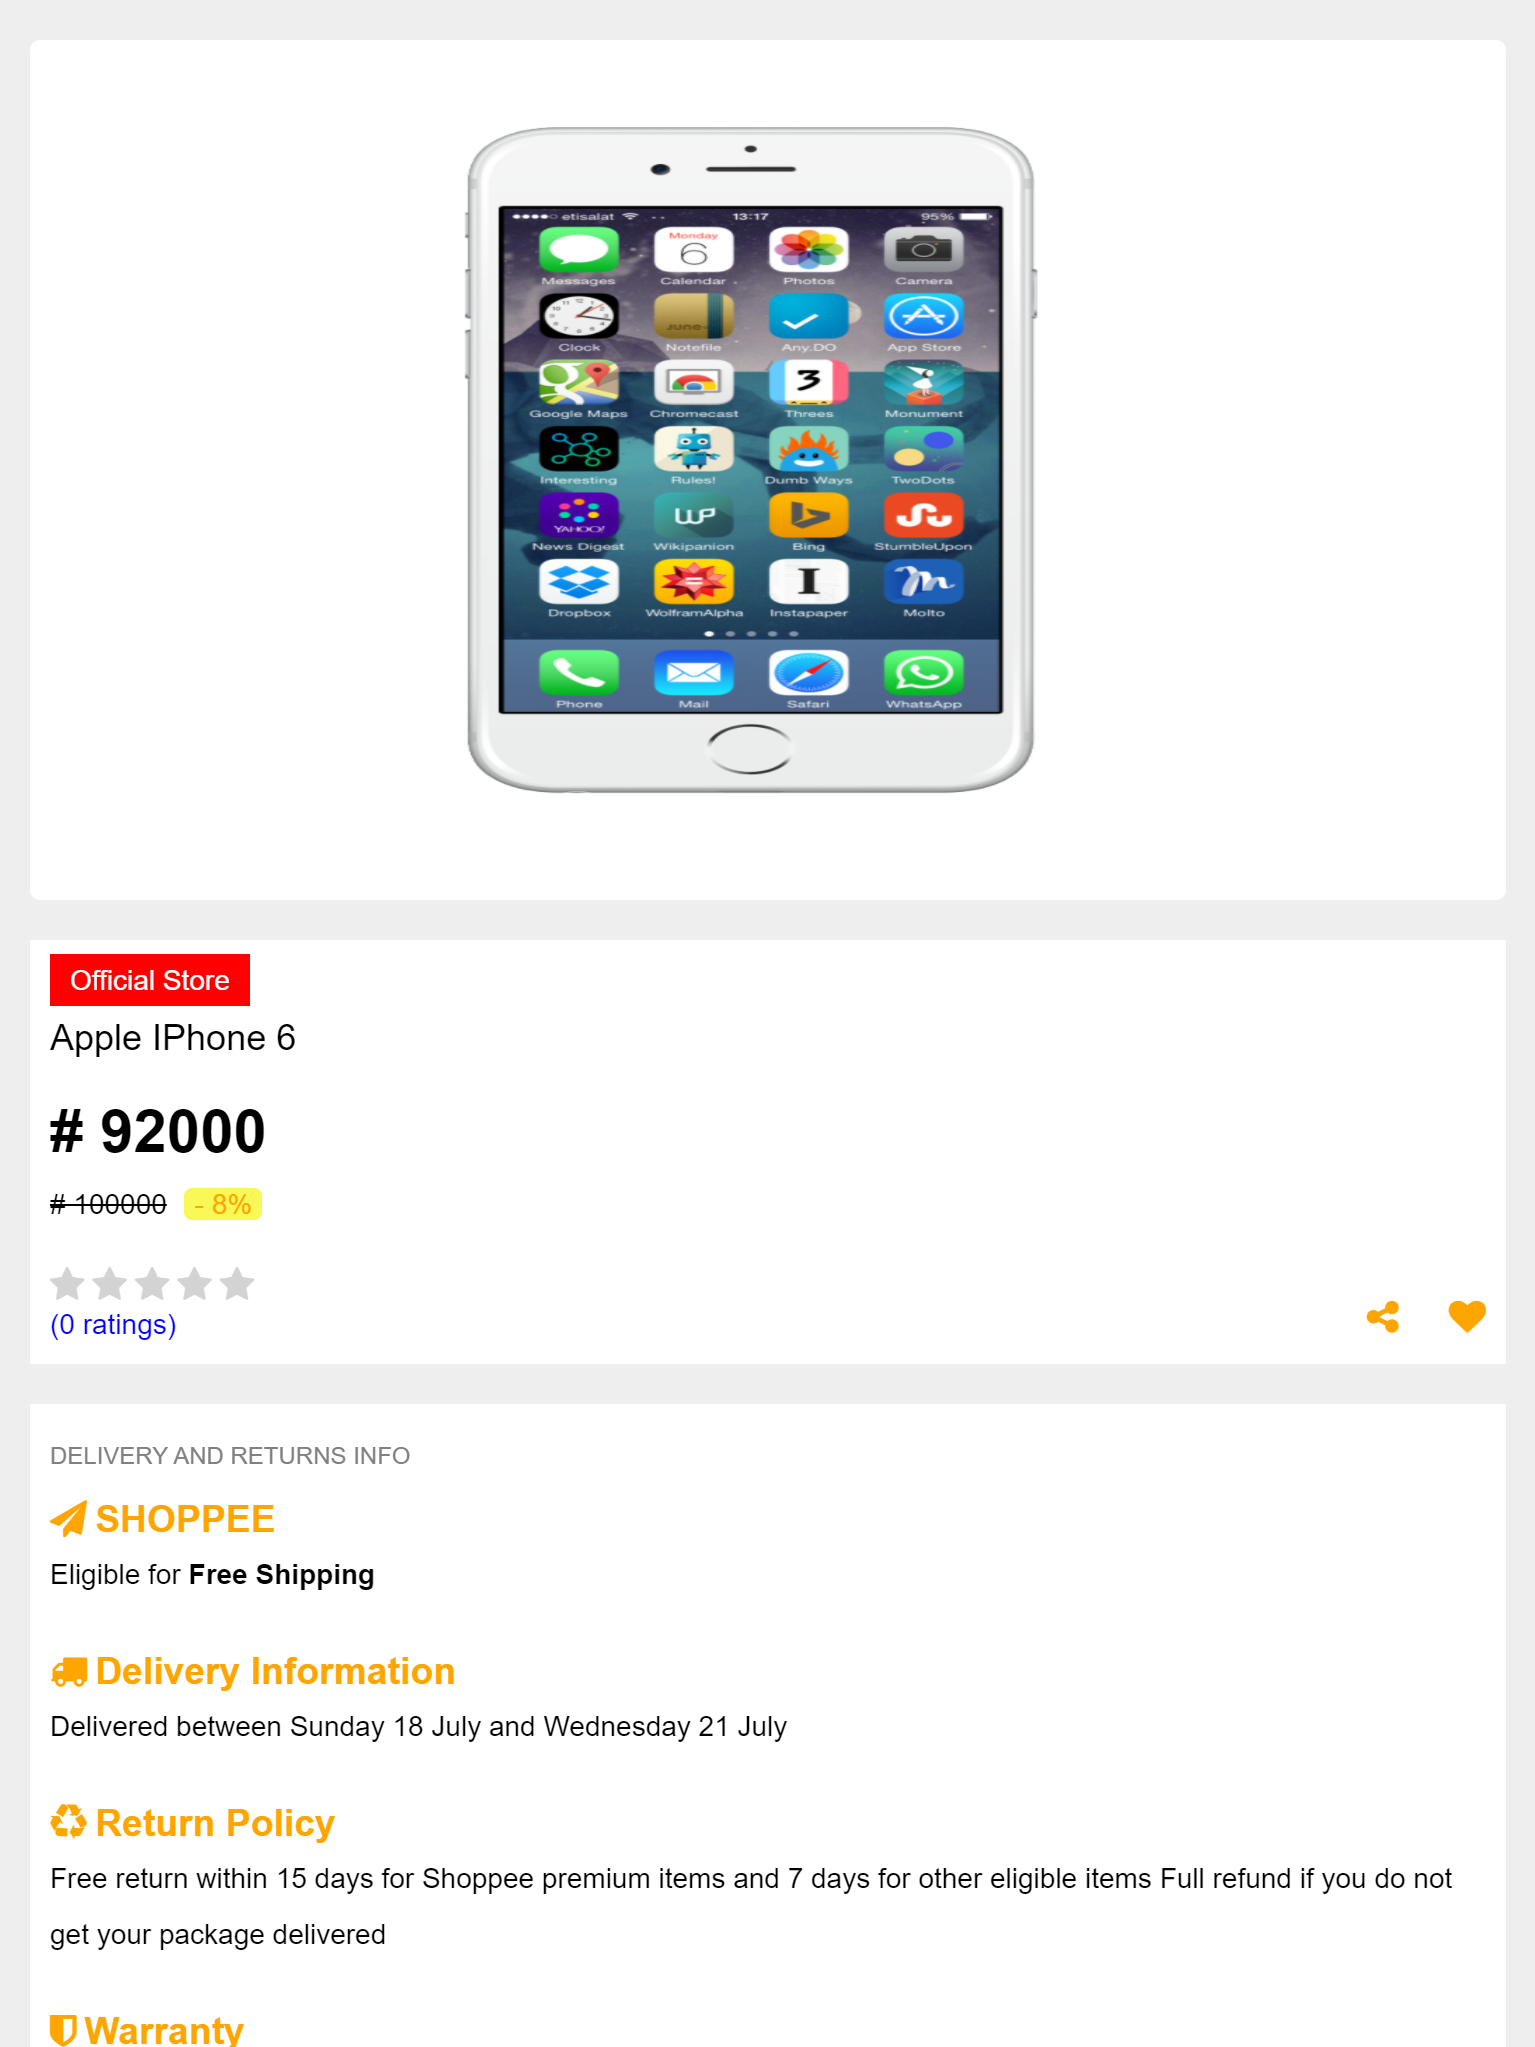 etisalat 13:17 95%
Monday
6
Messages Calendar Photos Camera
12
June
Clock Notefile Any.DO App Store
3
Google Maps Chromecast Threes Monument
Interesting Rules! Dumb Ways TwoDots
YAHOO!
News Digest Wikipanion Bing StumbleUpon
I
Dropbox WolframAlpha Instapaper Molto
Phone Mail Safari WhatsApp
Official Store
Apple IPhone 6
# 92000
# 100000 - 8%
(0 ratings)
DELIVERY AND RETURNS INFO
SHOPPEE
Eligible for Free Shipping
Delivery Information
Delivered between Sunday 18 July and Wednesday 21 July
Return Policy
Free return within 15 days for Shoppee premium items and 7 days for other eligible items Full refund if you do not
get your package delivered
Warranty